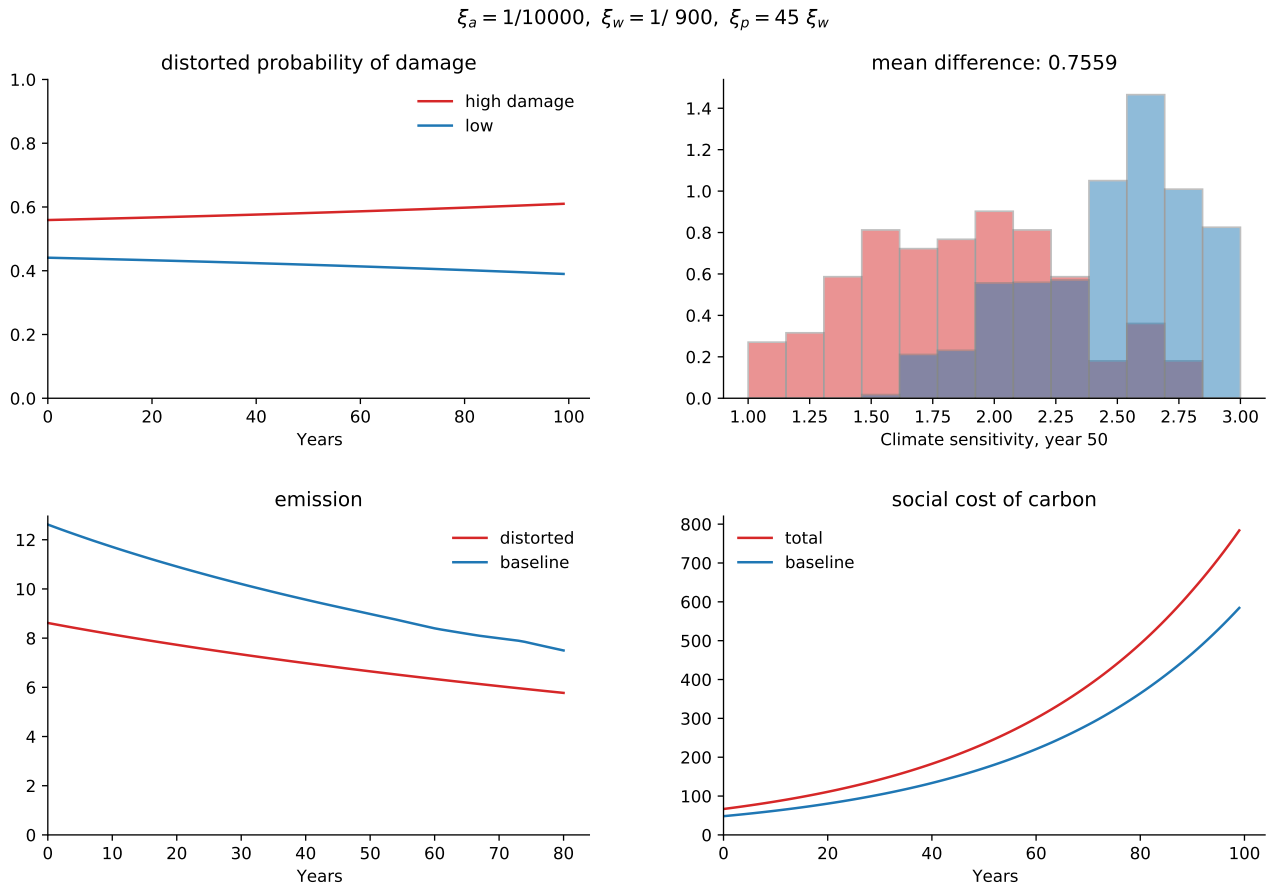 ξₐ = 1/10000, ξ_w = 1/ 900, ξₚ = 45 ξ_w
distorted probability of damage
1.0
0.8
0.6
0.4
0.2
0.0
high damage
low
0 20 40 60 80 100
Years
mean difference: 0.7559
1.4
1.2
1.0
0.8
0.6
0.4
0.2
0.0
1.00 1.25 1.50 1.75 2.00 2.25 2.50 2.75 3.00
Climate sensitivity, year 50
emission
12
10
8
6
4
2
0
distorted
baseline
0 10 20 30 40 50 60 70 80
Years
social cost of carbon
800
700
600
500
400
300
200
100
0
total
baseline
0 20 40 60 80 100
Years